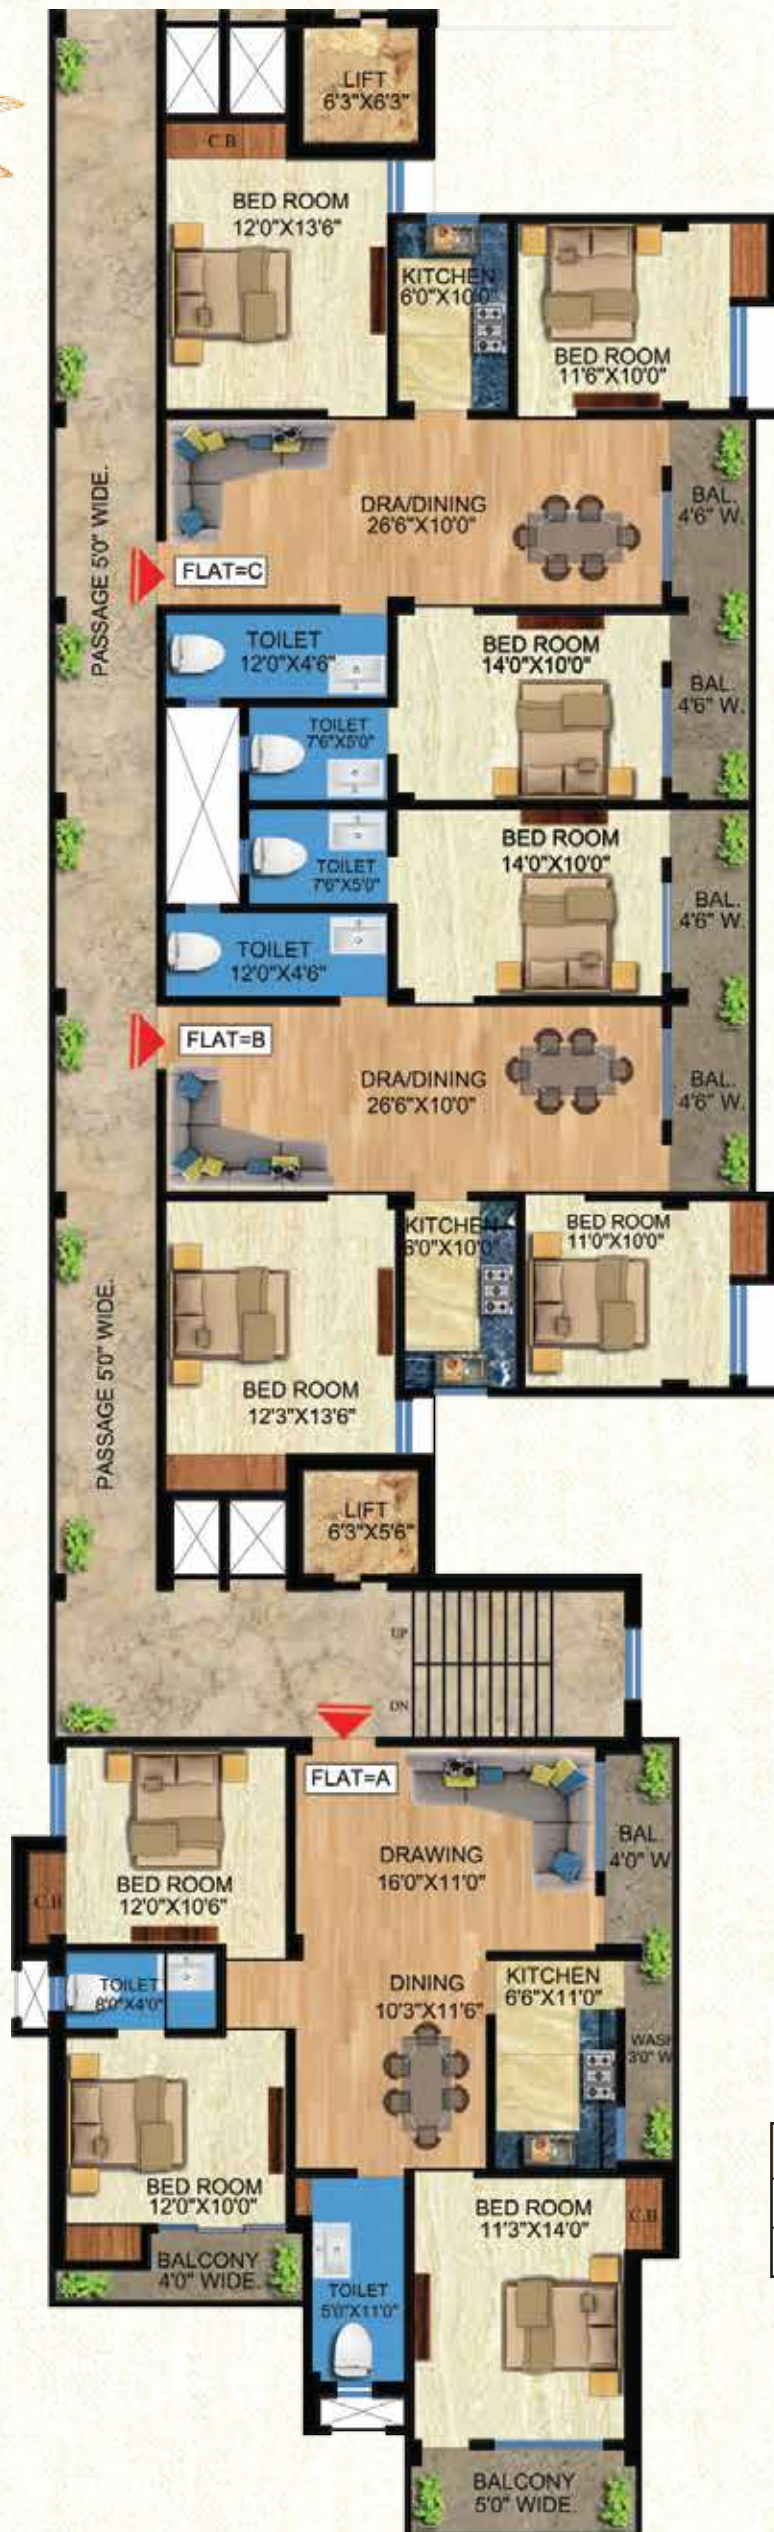 LIFT
6'3"X6'3"
C.B
BED ROOM
12'0"X13'6"
KITCHEN
6'0"X10'0"
BED ROOM
11'6"X10'0"
PASSAGE 5'0" WIDE.
DRA/DINING
26'6"X10'0"
BAL.
4'6" W.
FLAT=C
TOILET
12'0"X4'6"
BED ROOM
14'0"X10'0"
BAL.
4'6" W.
TOILET
7'6"X5'0"
TOILET
7'6"X5'0"
BED ROOM
14'0"X10'0"
BAL.
4'6" W.
TOILET
12'0"X4'6"
FLAT=B
DRA/DINING
26'6"X10'0"
BAL.
4'6" W.
PASSAGE 5'0" WIDE.
KITCHEN
6'0"X10'0"
BED ROOM
11'0"X10'0"
BED ROOM
12'3"X13'6"
LIFT
6'3"X5'6"
UP
DN
FLAT=A
DRAWING
16'0"X11'0"
BAL.
4'0" W
BED ROOM
12'0"X10'6"
C.B
TOILET
8'0"X4'0"
DINING
10'3"X11'6"
KITCHEN
6'6"X11'0"
WASH
3'0" W
BED ROOM
12'0"X10'0"
BED ROOM
11'3"X14'0"
C.B
BALCONY
4'0" WIDE.
TOILET
5'0"X11'0"
BALCONY
5'0" WIDE.